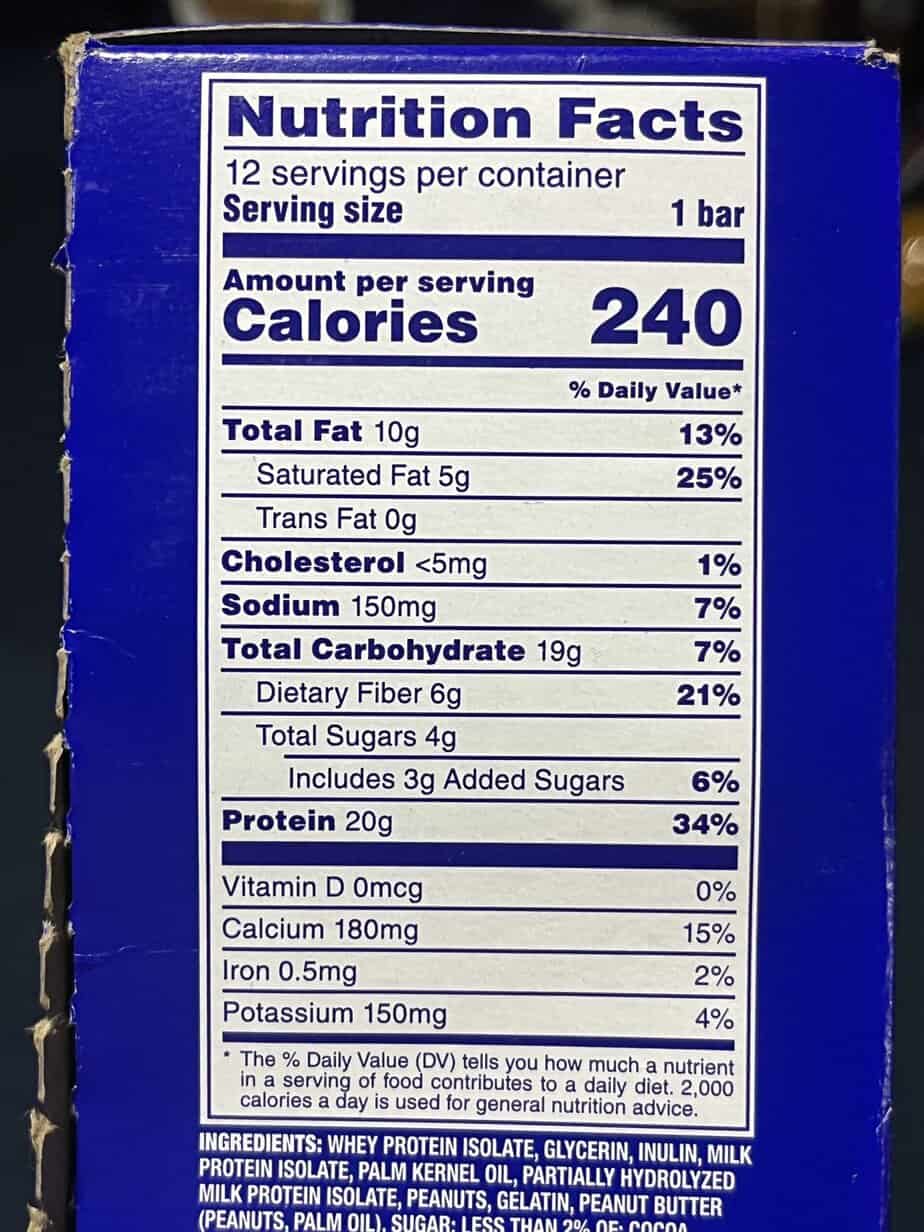 Nutrition Facts
12 servings per container
Serving size 1 bar
Amount per serving
Calories 240
% Daily Value*
Total Fat 10g 13%
Saturated Fat 5g 25%
Trans Fat 0g
Cholesterol <5mg 1%
Sodium 150mg 7%
Total Carbohydrate 19g 7%
Dietary Fiber 6g 21%
Total Sugars 4g
Includes 3g Added Sugars 6%
Protein 20g 34%
Vitamin D 0mcg 0%
Calcium 180mg 15%
Iron 0.5mg 2%
Potassium 150mg 4%
* The % Daily Value (DV) tells you how much a nutrient
in a serving of food contributes to a daily diet. 2,000
calories a day is used for general nutrition advice.
INGREDIENTS: WHEY PROTEIN ISOLATE, GLYCERIN, INULIN, MILK
PROTEIN ISOLATE, PALM KERNEL OIL, PARTIALLY HYDROLYZED
MILK PROTEIN ISOLATE, PEANUTS, GELATIN, PEANUT BUTTER
(PEANUTS, PALM OIL), SUGAR; LESS THAN 2% OF: COCOA